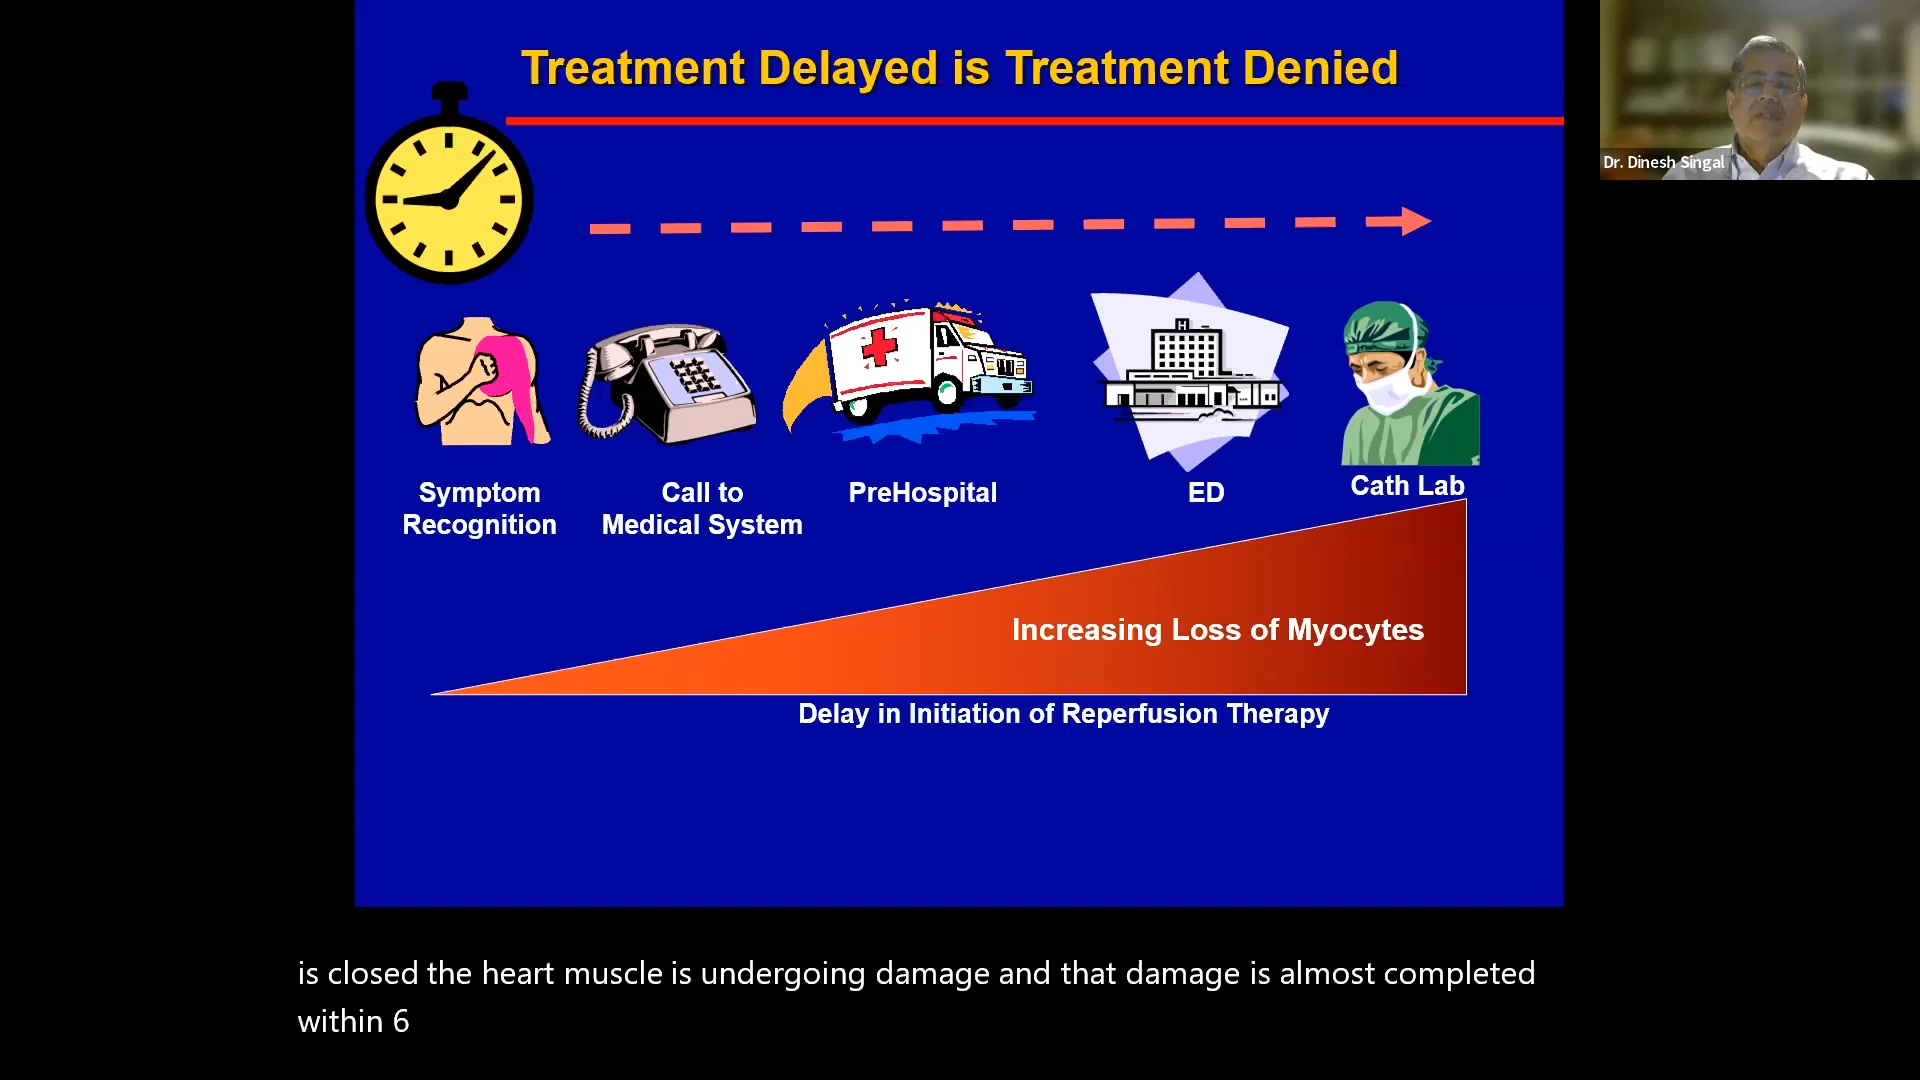 Treatment Delayed is Treatment Denied
Dr. Dinesh Singal
H
Symptom
Recognition
Call to
Medical System
PreHospital
ED
Cath Lab
Increasing Loss of Myocytes
Delay in Initiation of Reperfusion Therapy
is closed the heart muscle is undergoing damage and that damage is almost completed
within 6